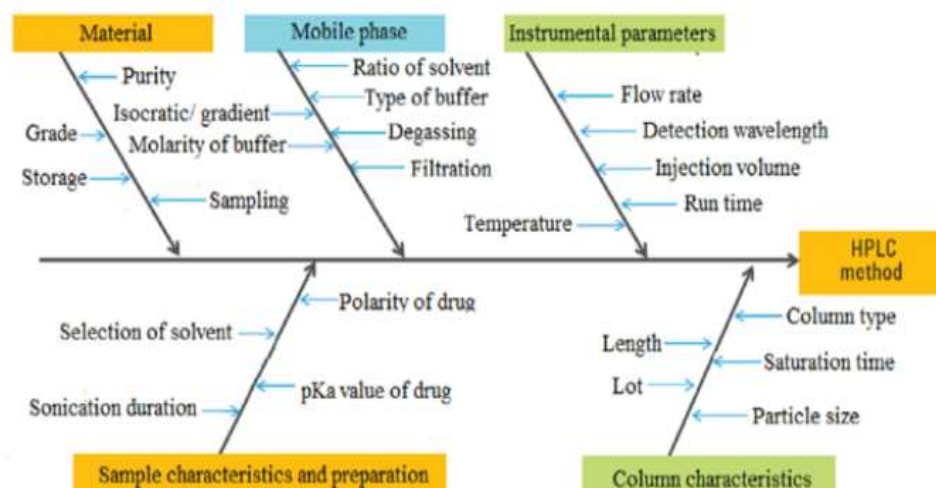 Material
Mobile phase
Instrumental parameters
Purity
Grade
Storage
Sampling
Ratio of solvent
Type of buffer
Isocratic/ gradient
Degassing
Molarity of buffer
Filtration
Flow rate
Detection wavelength
Injection volume
Run time
Temperature
HPLC
method
Polarity of drug
Selection of solvent
pKa value of drug
Sonication duration
Column type
Length
Saturation time
Lot
Particle size
Sample characteristics and preparation
Column characteristics